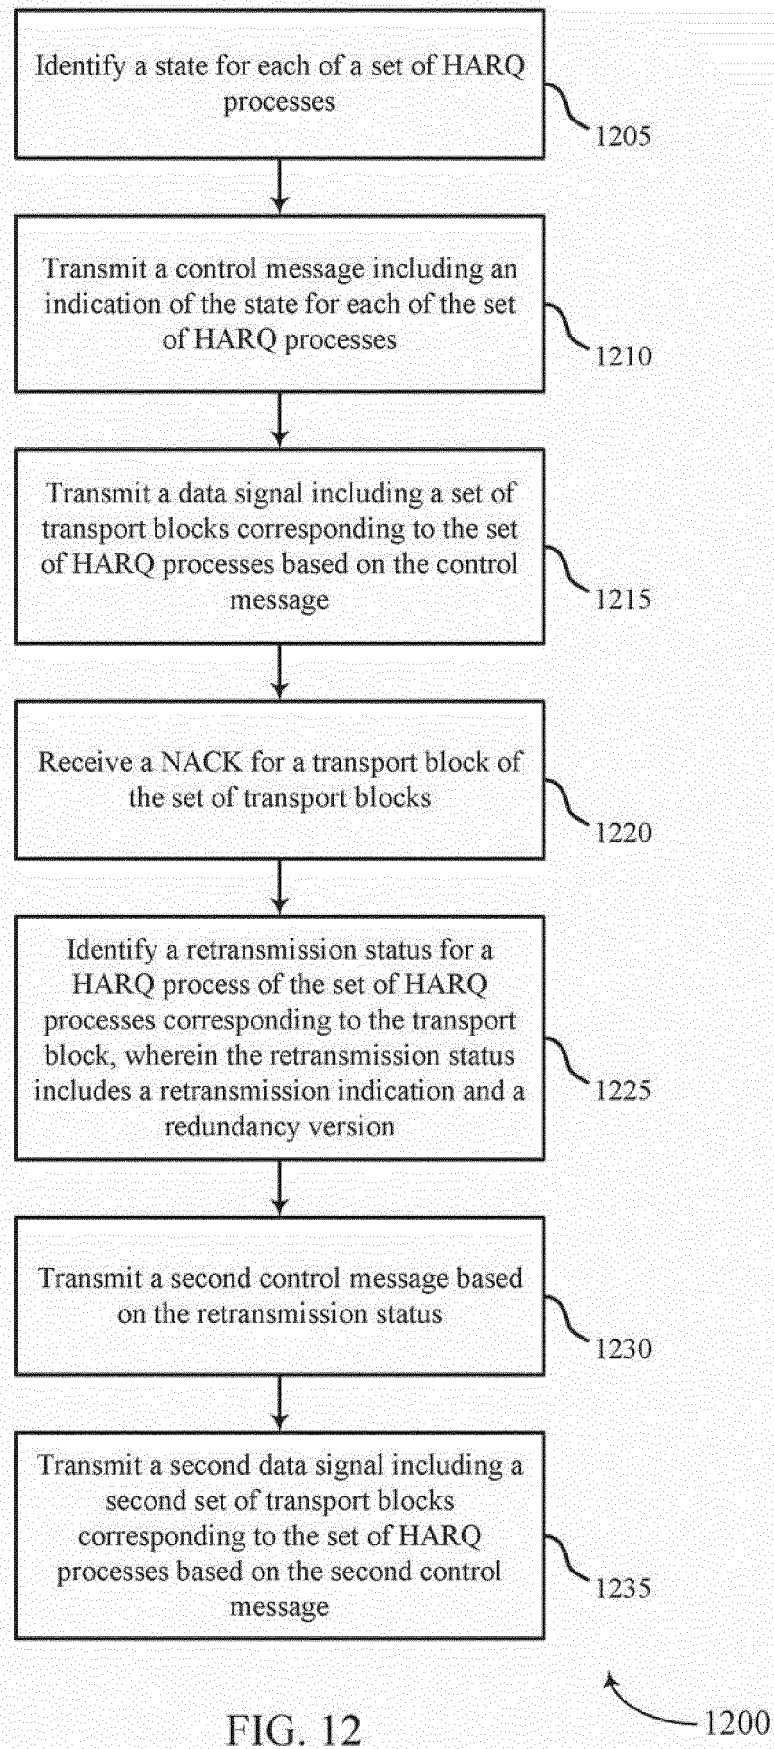 Identify a state for each of a set of HARQ
processes
1205
Transmit a control message including an
indication of the state for each of the set
of HARQ processes
1210
Transmit a data signal including a set of
transport blocks corresponding to the set
of HARQ processes based on the control
message
1215
Receive a NACK for a transport block of
the set of transport blocks
1220
Identify a retransmission status for a
HARQ process of the set of HARQ
processes corresponding to the transport
block, wherein the retransmission status
includes a retransmission indication and a
redundancy version
1225
Transmit a second control message based
on the retransmission status
1230
Transmit a second data signal including a
second set of transport blocks
corresponding to the set of HARQ
processes based on the second control
message
1235
1200
FIG. 12